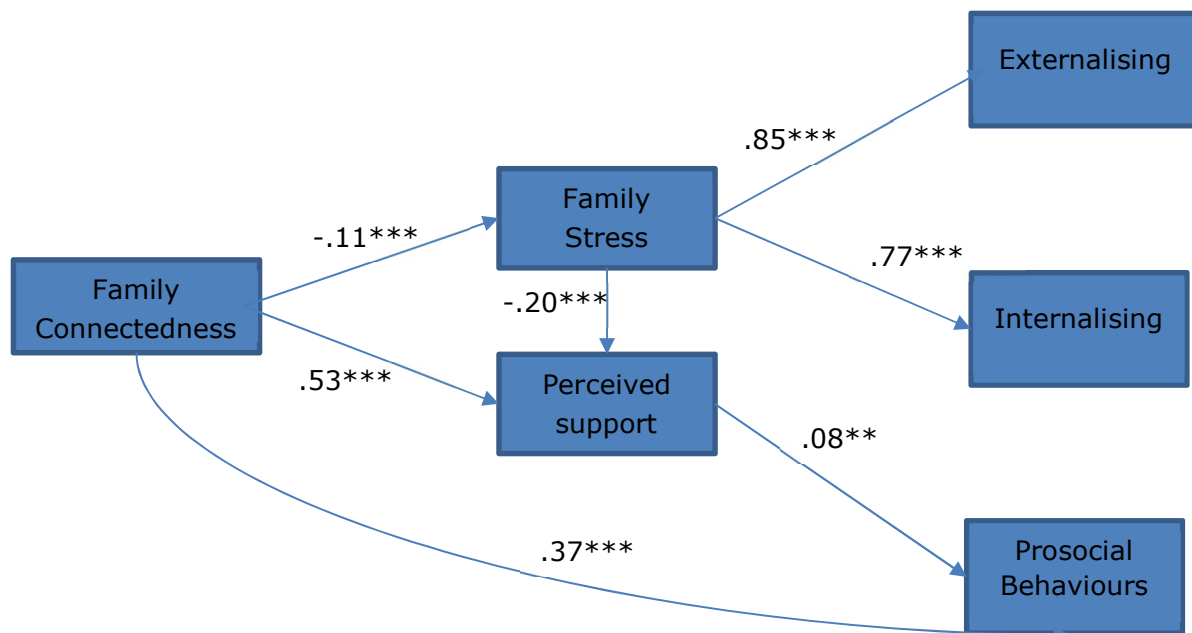 Externalising
.85***
Family
Stress
-.11***
.77***
Family
Connectedness
-.20***
Internalising
.53***
Perceived
support
.08**
.37***
Prosocial
Behaviours